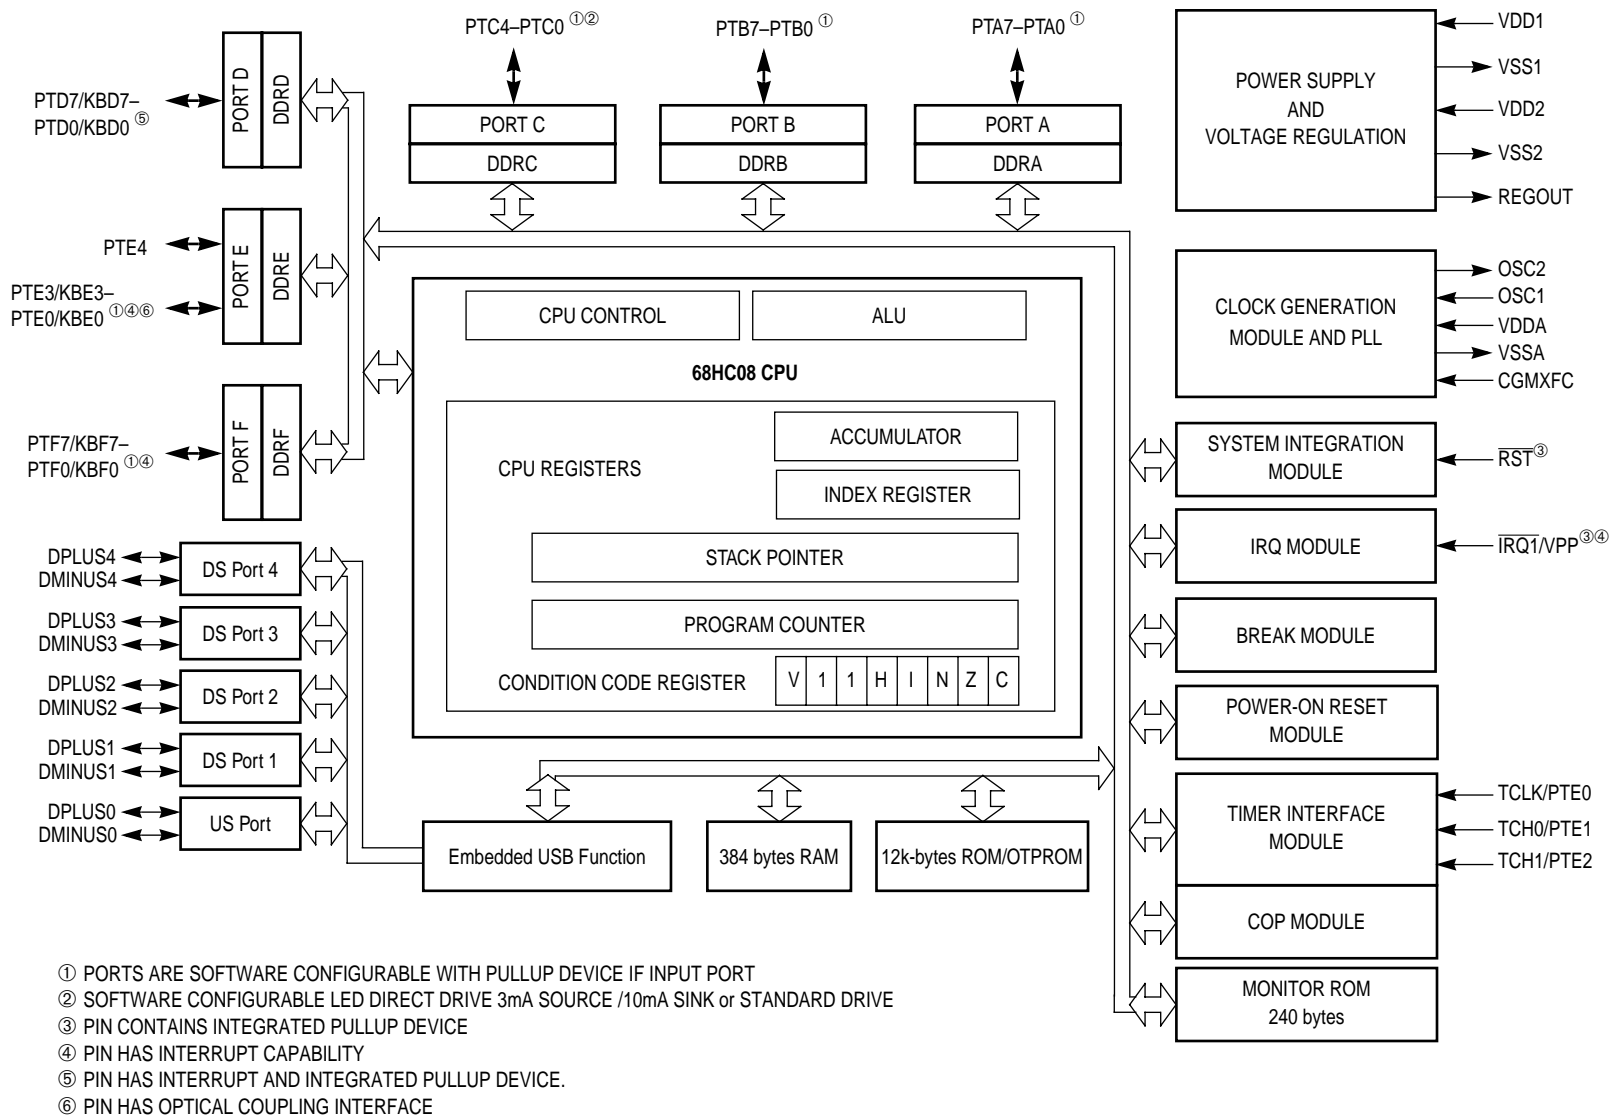 PTC4–PTC0 ①②
PTB7–PTB0 ①
PTA7–PTA0 ①
PORT C
DDRC
PORT B
DDRB
PORT A
DDRA
PTD7/KBD7–
PTD0/KBD0 ⑤
PORT D
DDRD
PTE4
PTE3/KBE3–
PTE0/KBE0 ①④⑥
PORT E
DDRE
PTF7/KBF7–
PTF0/KBF0 ①④
PORT F
DDRF
DPLUS4
DMINUS4
DS Port 4
DPLUS3
DMINUS3
DS Port 3
DPLUS2
DMINUS2
DS Port 2
DPLUS1
DMINUS1
DS Port 1
DPLUS0
DMINUS0
US Port
CPU CONTROL
ALU
68HC08 CPU
CPU REGISTERS
ACCUMULATOR
INDEX REGISTER
STACK POINTER
PROGRAM COUNTER
CONDITION CODE REGISTER
V 1 1 H I N Z C
Embedded USB Function
384 bytes RAM
12k-bytes ROM/OTPROM
POWER SUPPLY
AND
VOLTAGE REGULATION
VDD1
VSS1
VDD2
VSS2
REGOUT
CLOCK GENERATION
MODULE AND PLL
OSC2
OSC1
VDDA
VSSA
CGMXFC
SYSTEM INTEGRATION
MODULE
R̅S̅T̅③
IRQ MODULE
I̅R̅Q̅1̅/VPP③④
BREAK MODULE
POWER-ON RESET
MODULE
TIMER INTERFACE
MODULE
TCLK/PTE0
TCH0/PTE1
TCH1/PTE2
COP MODULE
MONITOR ROM
240 bytes
① PORTS ARE SOFTWARE CONFIGURABLE WITH PULLUP DEVICE IF INPUT PORT
② SOFTWARE CONFIGURABLE LED DIRECT DRIVE 3mA SOURCE /10mA SINK or STANDARD DRIVE
③ PIN CONTAINS INTEGRATED PULLUP DEVICE
④ PIN HAS INTERRUPT CAPABILITY
⑤ PIN HAS INTERRUPT AND INTEGRATED PULLUP DEVICE.
⑥ PIN HAS OPTICAL COUPLING INTERFACE